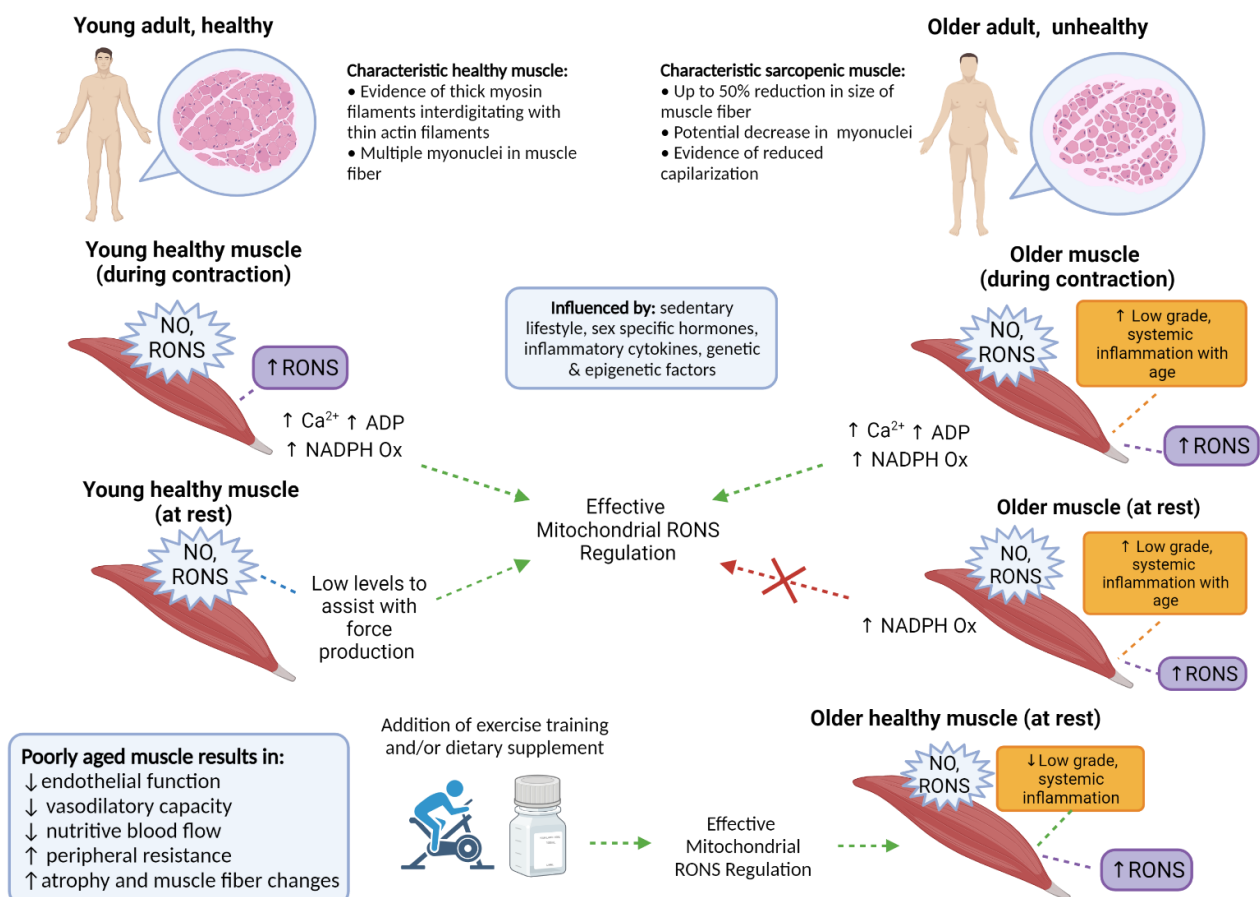 Young adult, healthy
Older adult, unhealthy
Characteristic healthy muscle:
• Evidence of thick myosin
filaments interdigitating with
thin actin filaments
• Multiple myonuclei in muscle
fiber
Characteristic sarcopenic muscle:
• Up to 50% reduction in size of
muscle fiber
• Potential decrease in myonuclei
• Evidence of reduced
capilarization
Young healthy muscle
(during contraction)
NO,
RONS
↑ RONS
↑ Ca²⁺ ↑ ADP
↑ NADPH Ox
Influenced by: sedentary
lifestyle, sex specific hormones,
inflammatory cytokines, genetic
& epigenetic factors
Older muscle
(during contraction)
NO,
RONS
↑ Low grade,
systemic
inflammation with
age
↑ RONS
↑ Ca²⁺ ↑ ADP
↑ NADPH Ox
Young healthy muscle
(at rest)
NO,
RONS
Low levels to
assist with
force
production
Effective
Mitochondrial RONS
Regulation
Older muscle (at rest)
NO,
RONS
↑ Low grade,
systemic
inflammation with
age
↑ NADPH Ox
↑ RONS
Poorly aged muscle results in:
↓ endothelial function
↓ vasodilatory capacity
↓ nutritive blood flow
↑ peripheral resistance
↑ atrophy and muscle fiber changes
Addition of exercise training
and/or dietary supplement
Effective
Mitochondrial
RONS Regulation
Older healthy muscle (at rest)
NO,
RONS
↓ Low grade,
systemic
inflammation
↑ RONS